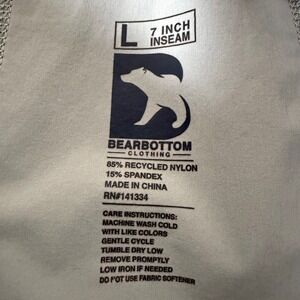 L 7 INCH
INSEAM
BEARBOTTOM
CLOTHING
85% RECYCLED NYLON
15% SPANDEX
MADE IN CHINA
RN#141334
CARE INSTRUCTIONS:
MACHINE WASH COLD
WITH LIKE COLORS
GENTLE CYCLE
TUMBLE DRY LOW
REMOVE PROMPTLY
LOW IRON IF NEEDED
DO NOT USE FABRIC SOFTENER